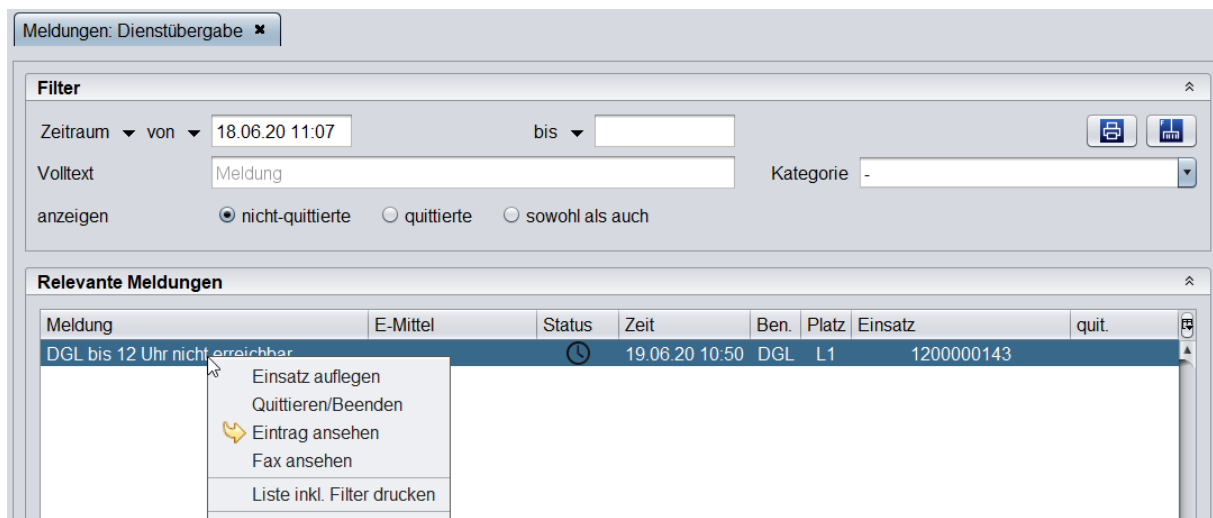 Meldungen: Dienstübergabe
Filter
Zeitraum von 18.06.20 11:07 bis
Volltext Meldung Kategorie -
anzeigen nicht-quittierte quittierte sowohl als auch
Relevante Meldungen
Meldung E-Mittel Status Zeit Ben. Platz Einsatz quit.
DGL bis 12 Uhr nicht erreichbar 19.06.20 10:50 DGL L1 1200000143
Einsatz auflegen
Quittieren/Beenden
Eintrag ansehen
Fax ansehen
Liste inkl. Filter drucken